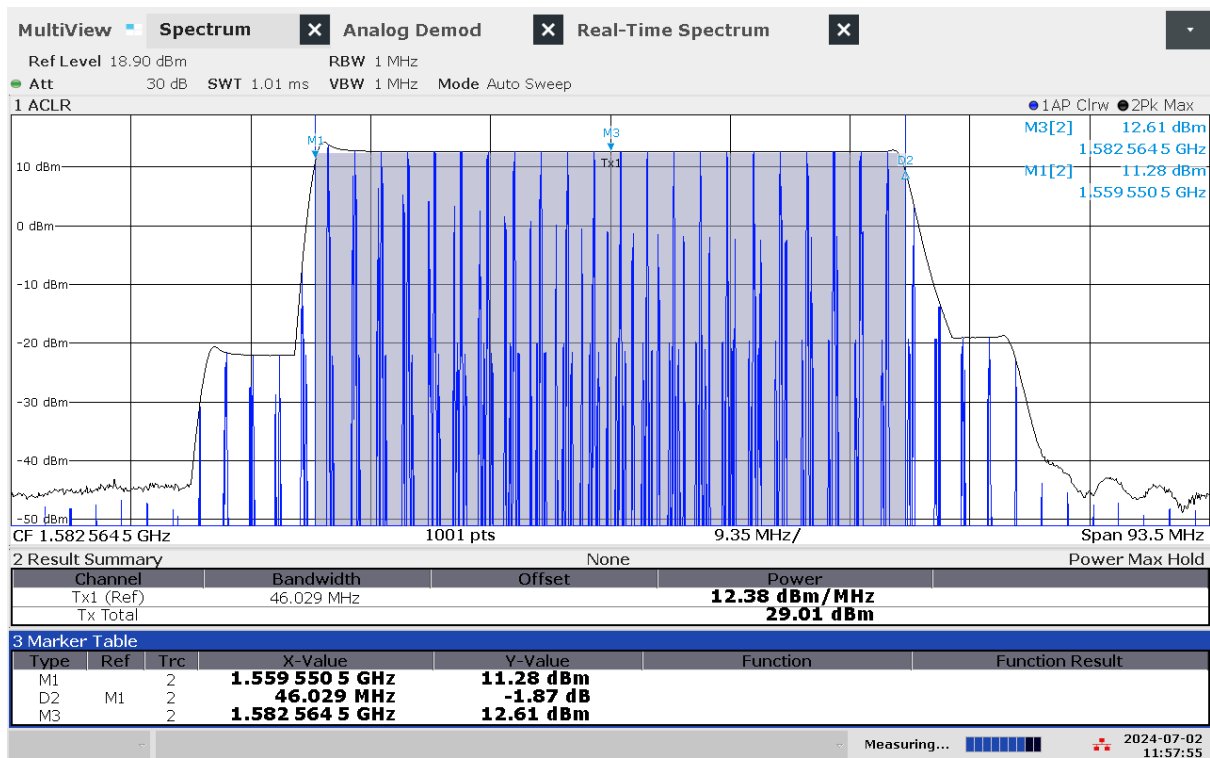 MultiView Spectrum X Analog Demod X Real-Time Spectrum X
Ref Level 18.90 dBm RBW 1 MHz
Att 30 dB SWT 1.01 ms VBW 1 MHz Mode Auto Sweep
1 ACLR 1AP Clrw 2Pk Max
M3[2] 12.61 dBm
1.582 564 5 GHz
M1[2] 11.28 dBm
1.559 550 5 GHz
M1
M3
Tx1
D2
10 dBm
0 dBm
-10 dBm
-20 dBm
-30 dBm
-40 dBm
-50 dBm
CF 1.582 564 5 GHz 1001 pts 9.35 MHz/ Span 93.5 MHz
2 Result Summary None Power Max Hold
Channel Bandwidth Offset Power
Tx1 (Ref) 46.029 MHz 12.38 dBm/MHz
Tx Total 29.01 dBm
3 Marker Table
Type Ref Trc X-Value Y-Value Function Function Result
M1 2 1.559 550 5 GHz 11.28 dBm
D2 M1 2 46.029 MHz -1.87 dB
M3 2 1.582 564 5 GHz 12.61 dBm
Measuring... 2024-07-02
11:57:55